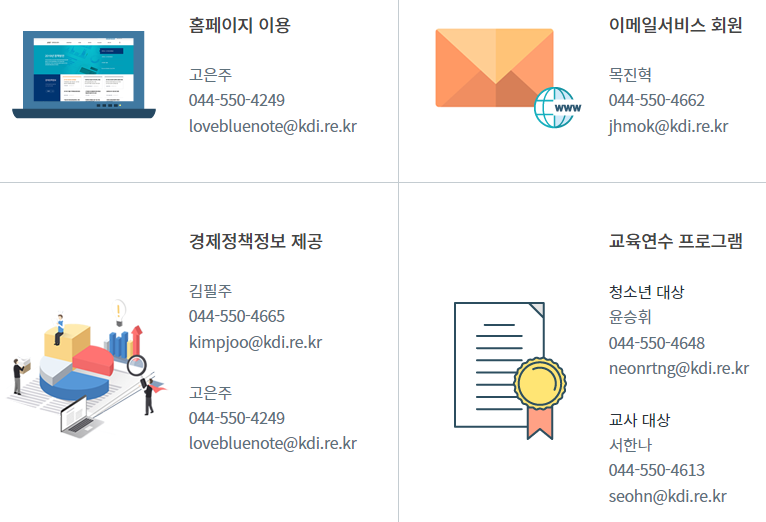 홈페이지 이용
고은주
044-550-4249
lovebluenote@kdi.re.kr
이메일서비스 회원
목진혁
044-550-4662
jhmok@kdi.re.kr
WWW
경제정책정보 제공
김필주
044-550-4665
kimpjoo@kdi.re.kr
고은주
044-550-4249
lovebluenote@kdi.re.kr
교육연수 프로그램
청소년 대상
윤승휘
044-550-4648
neonrtng@kdi.re.kr
교사 대상
서한나
044-550-4613
seohn@kdi.re.kr